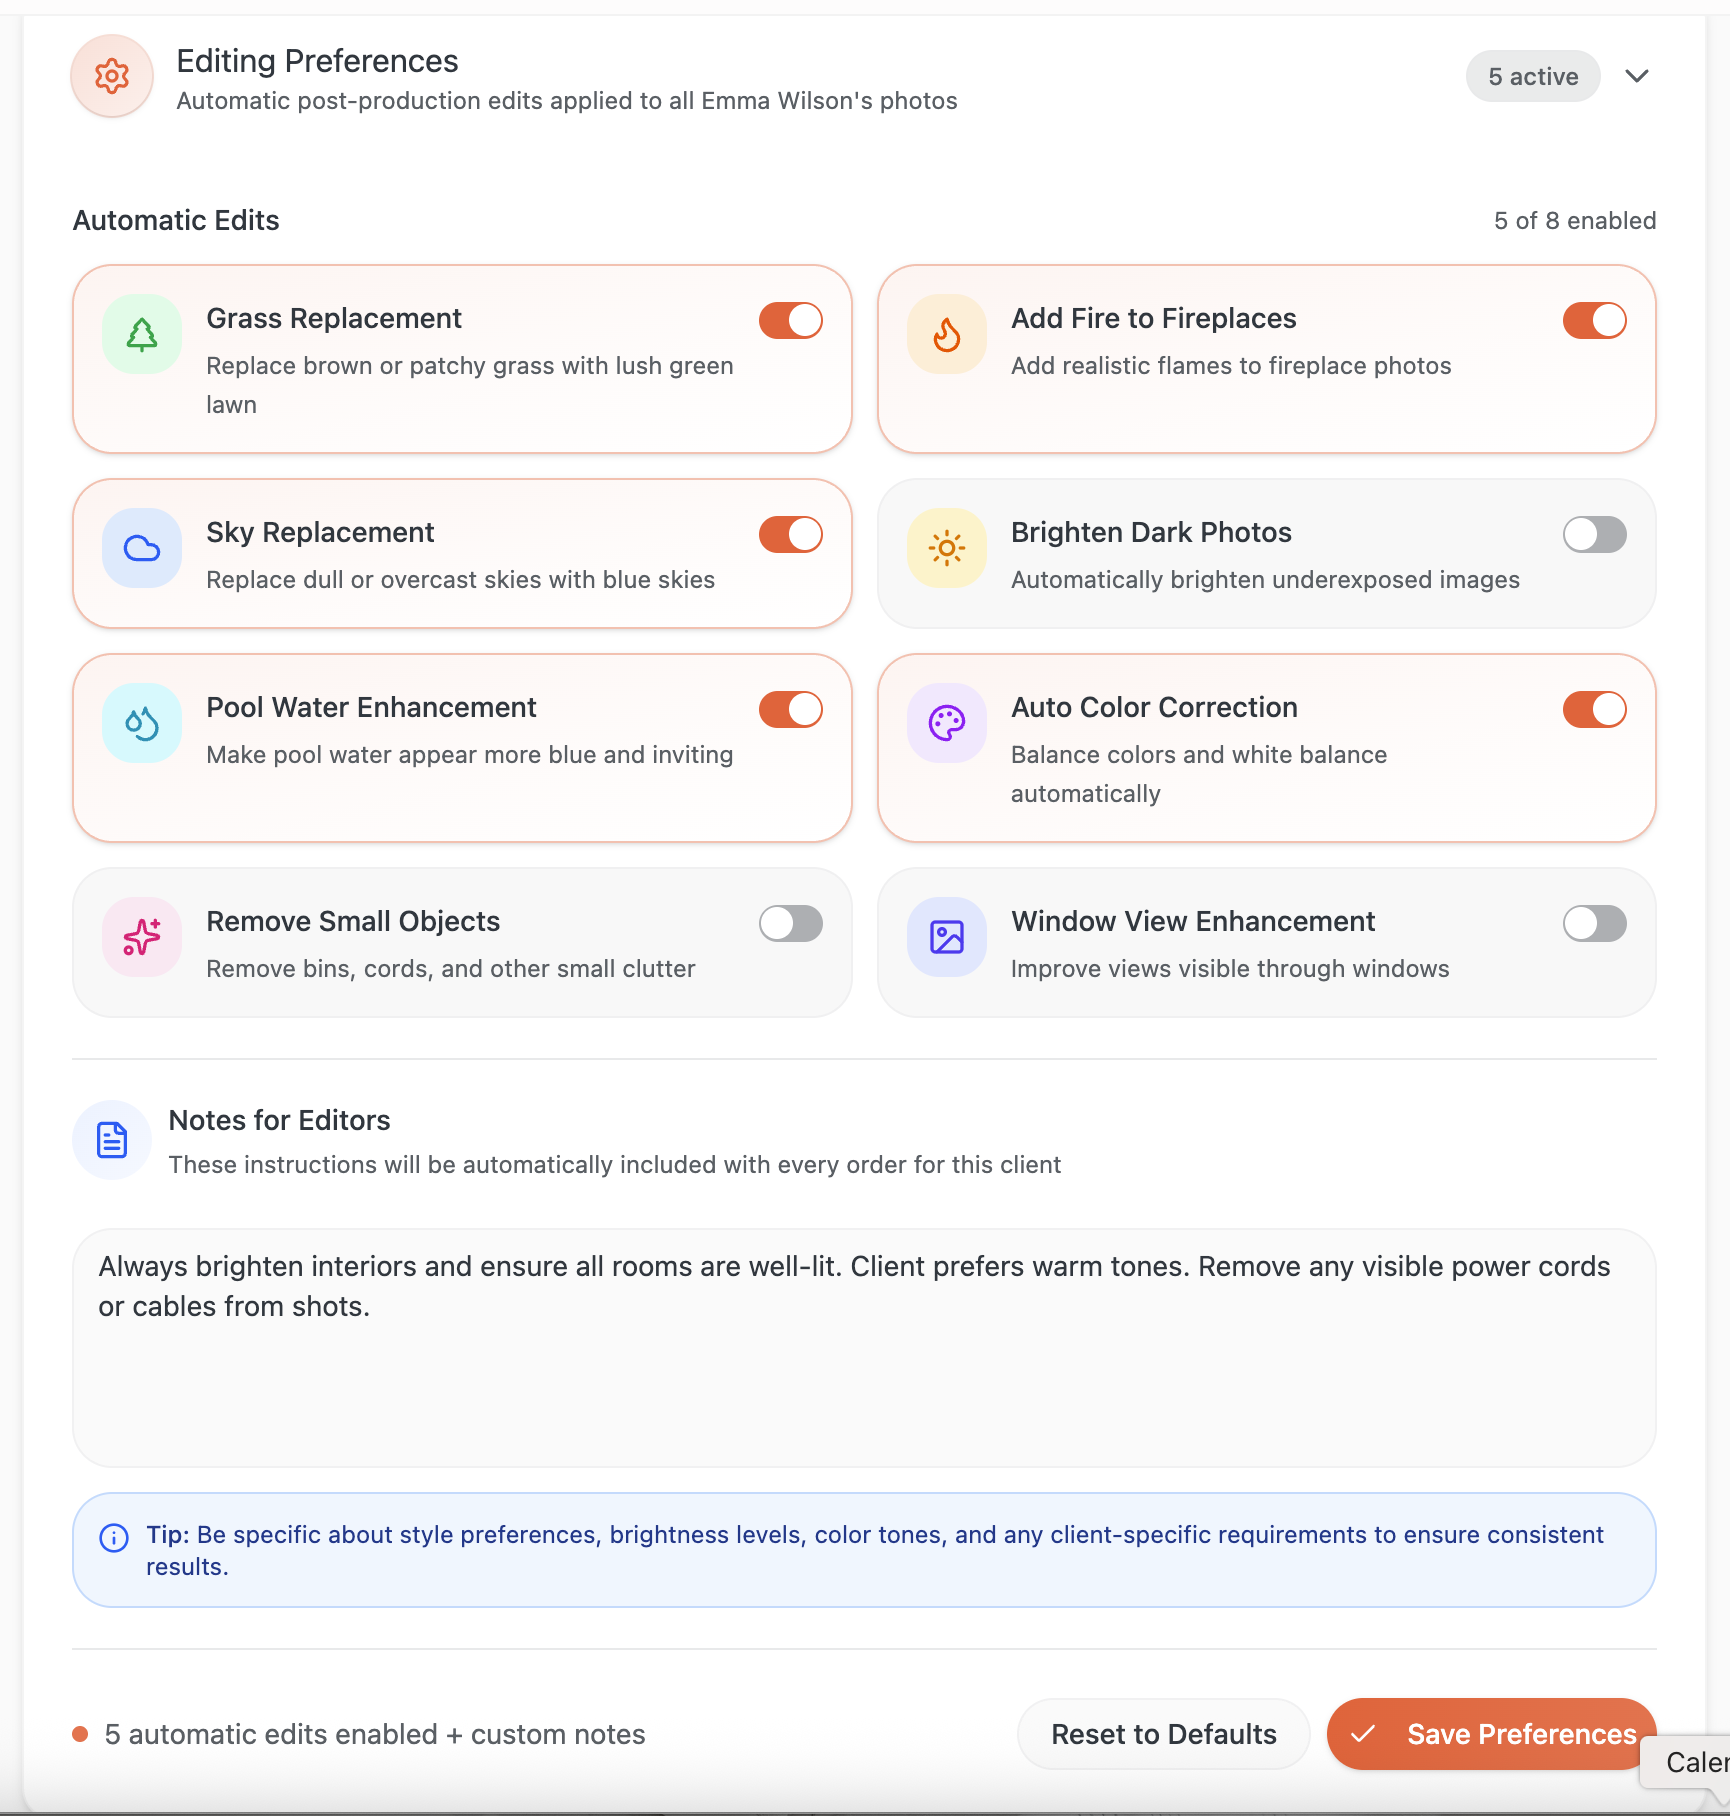 Editing Preferences
Automatic post-production edits applied to all Emma Wilson's photos
5 active
Automatic Edits
5 of 8 enabled
Grass Replacement
Replace brown or patchy grass with lush green
lawn
Add Fire to Fireplaces
Add realistic flames to fireplace photos
Sky Replacement
Replace dull or overcast skies with blue skies
Brighten Dark Photos
Automatically brighten underexposed images
Pool Water Enhancement
Make pool water appear more blue and inviting
Auto Color Correction
Balance colors and white balance
automatically
Remove Small Objects
Remove bins, cords, and other small clutter
Window View Enhancement
Improve views visible through windows
Notes for Editors
These instructions will be automatically included with every order for this client
Always brighten interiors and ensure all rooms are well-lit. Client prefers warm tones. Remove any visible power cords
or cables from shots.
Tip: Be specific about style preferences, brightness levels, color tones, and any client-specific requirements to ensure consistent
results.
5 automatic edits enabled + custom notes
Reset to Defaults
Save Preferences